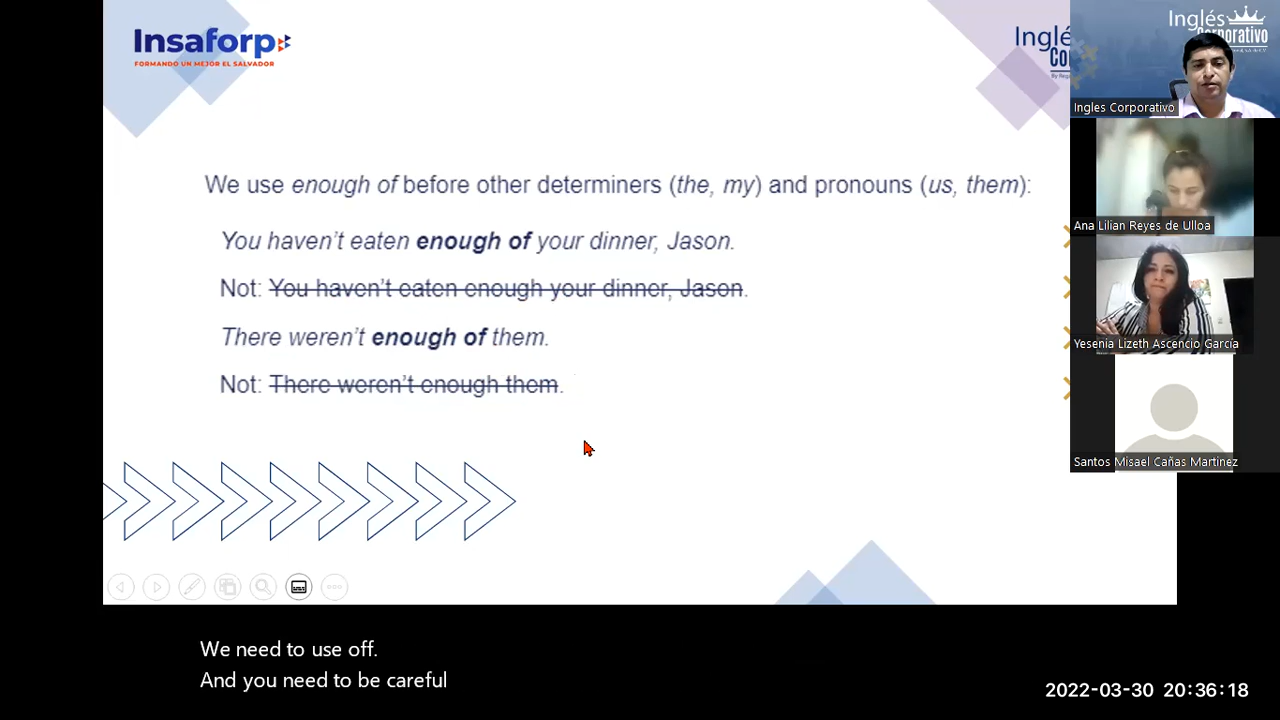 Insaforp
FORMANDO UN MEJOR EL SALVADOR
Inglé
Co
Inglés
Corporativo
Ingles Corporativo
We use enough of before other determiners (the, my) and pronouns (us, them):
Ana Lilian Reyes de Ulloa
You haven't eaten enough of your dinner, Jason.
Not: You haven't eaten enough your dinner, Jason.
There weren't enough of them.
Yesenia Lizeth Ascencio García
Not: There weren't enough them.
Santos Misael Cañas Martinez
We need to use off.
And you need to be careful
2022-03-30 20:36:18